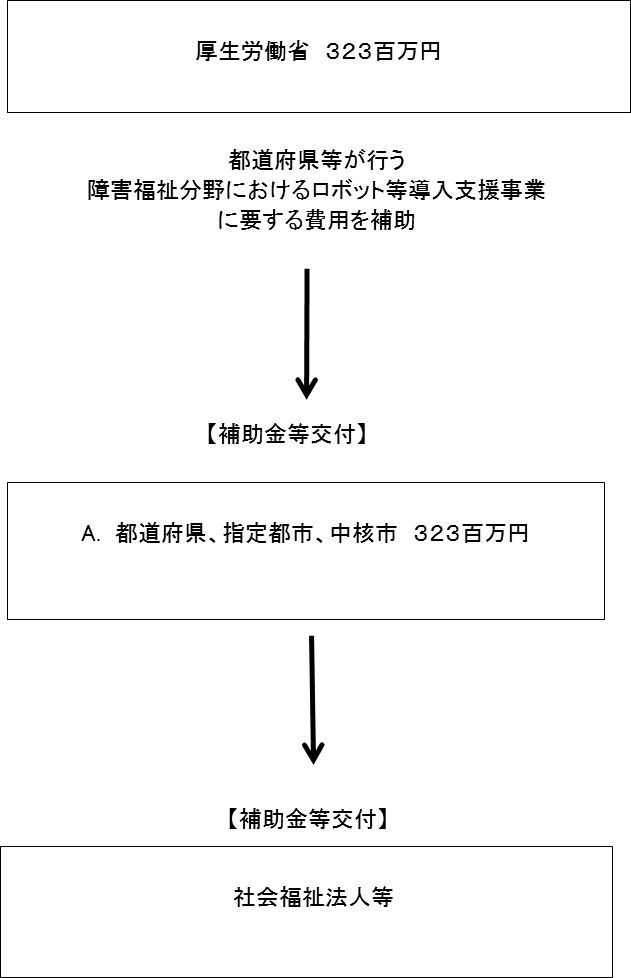 厚生労働省　３２３百万円
都道府県等が行う
障害福祉分野におけるロボット等導入支援事業
に要する費用を補助
【補助金等交付】
A.　都道府県、指定都市、中核市　３２３百万円
【補助金等交付】
社会福祉法人等